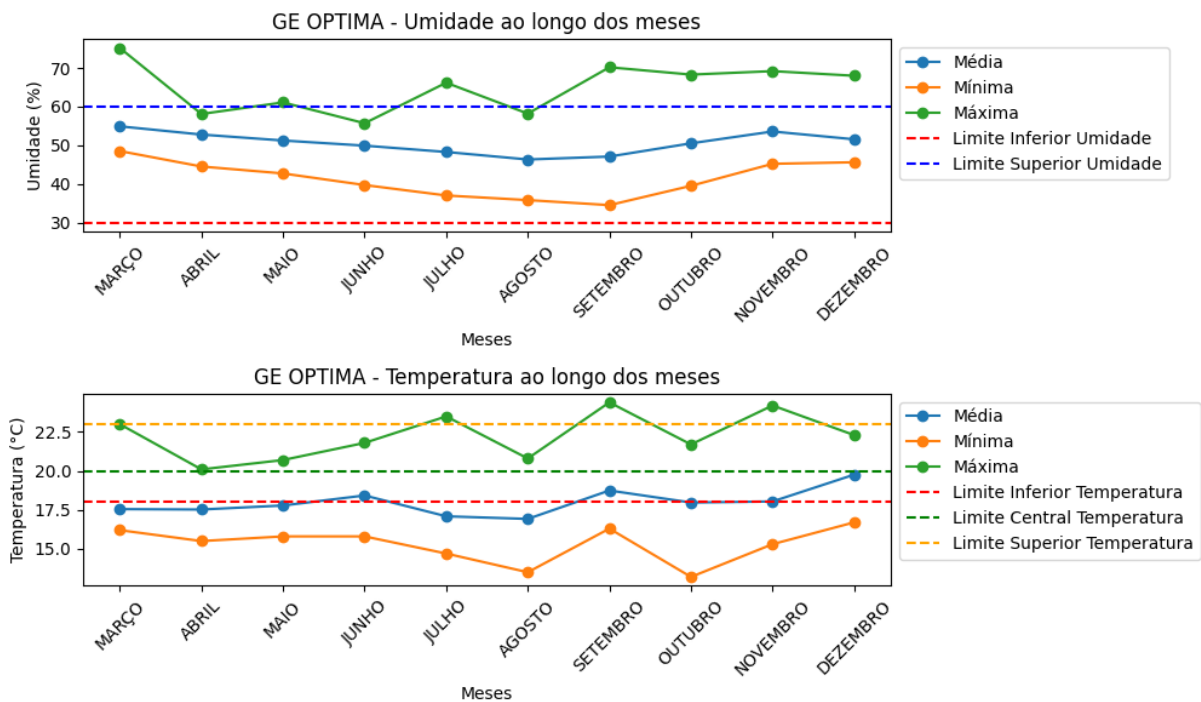 GE OPTIMA - Umidade ao longo dos meses
Umidade (%)
70
60
50
40
30
MARÇO
ABRIL
MAIO
JUNHO
JULHO
AGOSTO
SETEMBRO
OUTUBRO
NOVEMBRO
DEZEMBRO
Meses
Média
Mínima
Máxima
Limite Inferior Umidade
Limite Superior Umidade
GE OPTIMA - Temperatura ao longo dos meses
Temperatura (°C)
22.5
20.0
17.5
15.0
MARÇO
ABRIL
MAIO
JUNHO
JULHO
AGOSTO
SETEMBRO
OUTUBRO
NOVEMBRO
DEZEMBRO
Meses
Média
Mínima
Máxima
Limite Inferior Temperatura
Limite Central Temperatura
Limite Superior Temperatura